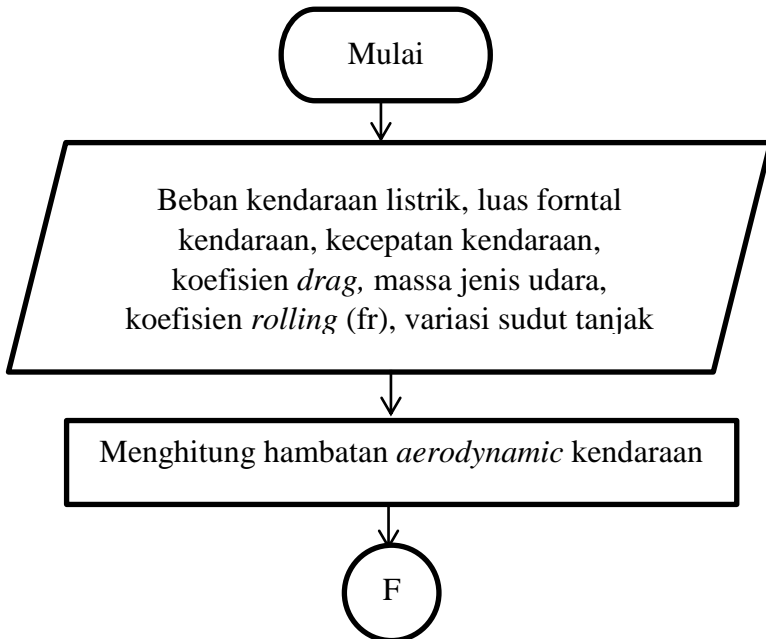 Mulai
Beban kendaraan listrik, luas forntal
kendaraan, kecepatan kendaraan,
koefisien drag, massa jenis udara,
koefisien rolling (fr), variasi sudut tanjak
Menghitung hambatan aerodynamic kendaraan
F